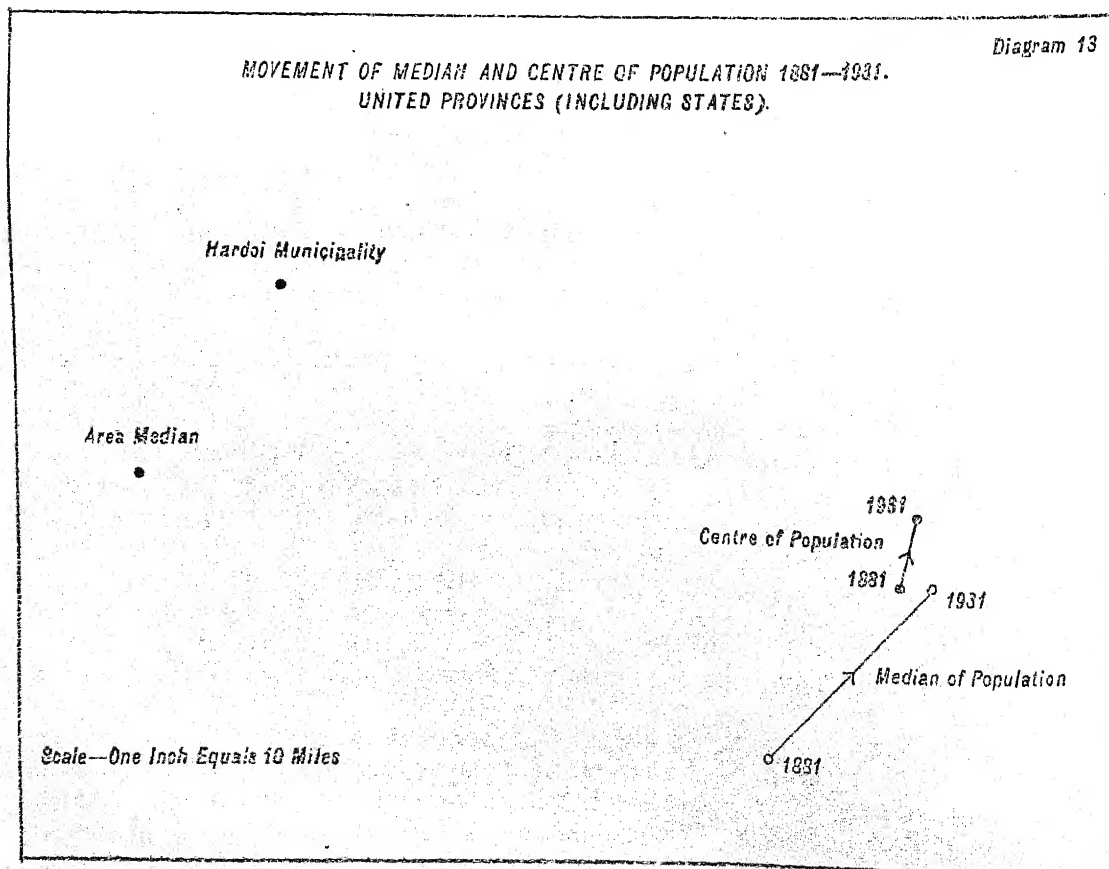 Diagram 13
MOVEMENT OF MEDIAN AND CENTRE OF POPULATION 1881—1931.
UNITED PROVINCES (INCLUDING STATES).
Hardoi Municipality
Area Median
1931
Centre of Population
1881
1931
Median of Population
Scale—One Inch Equals 10 Miles
1881